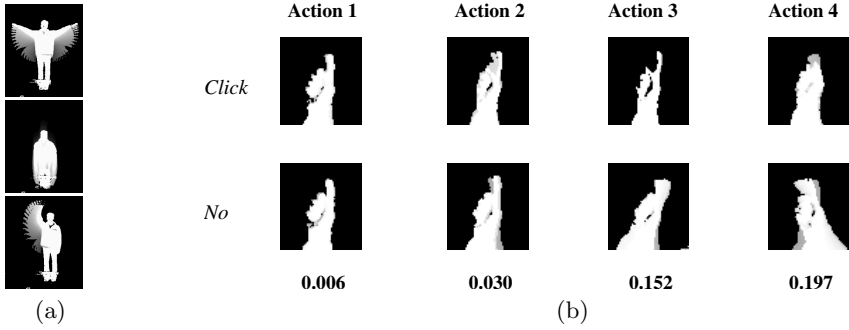 Action 1 Action 2 Action 3 Action 4
Click
No
0.006 0.030 0.152 0.197
(a) (b)